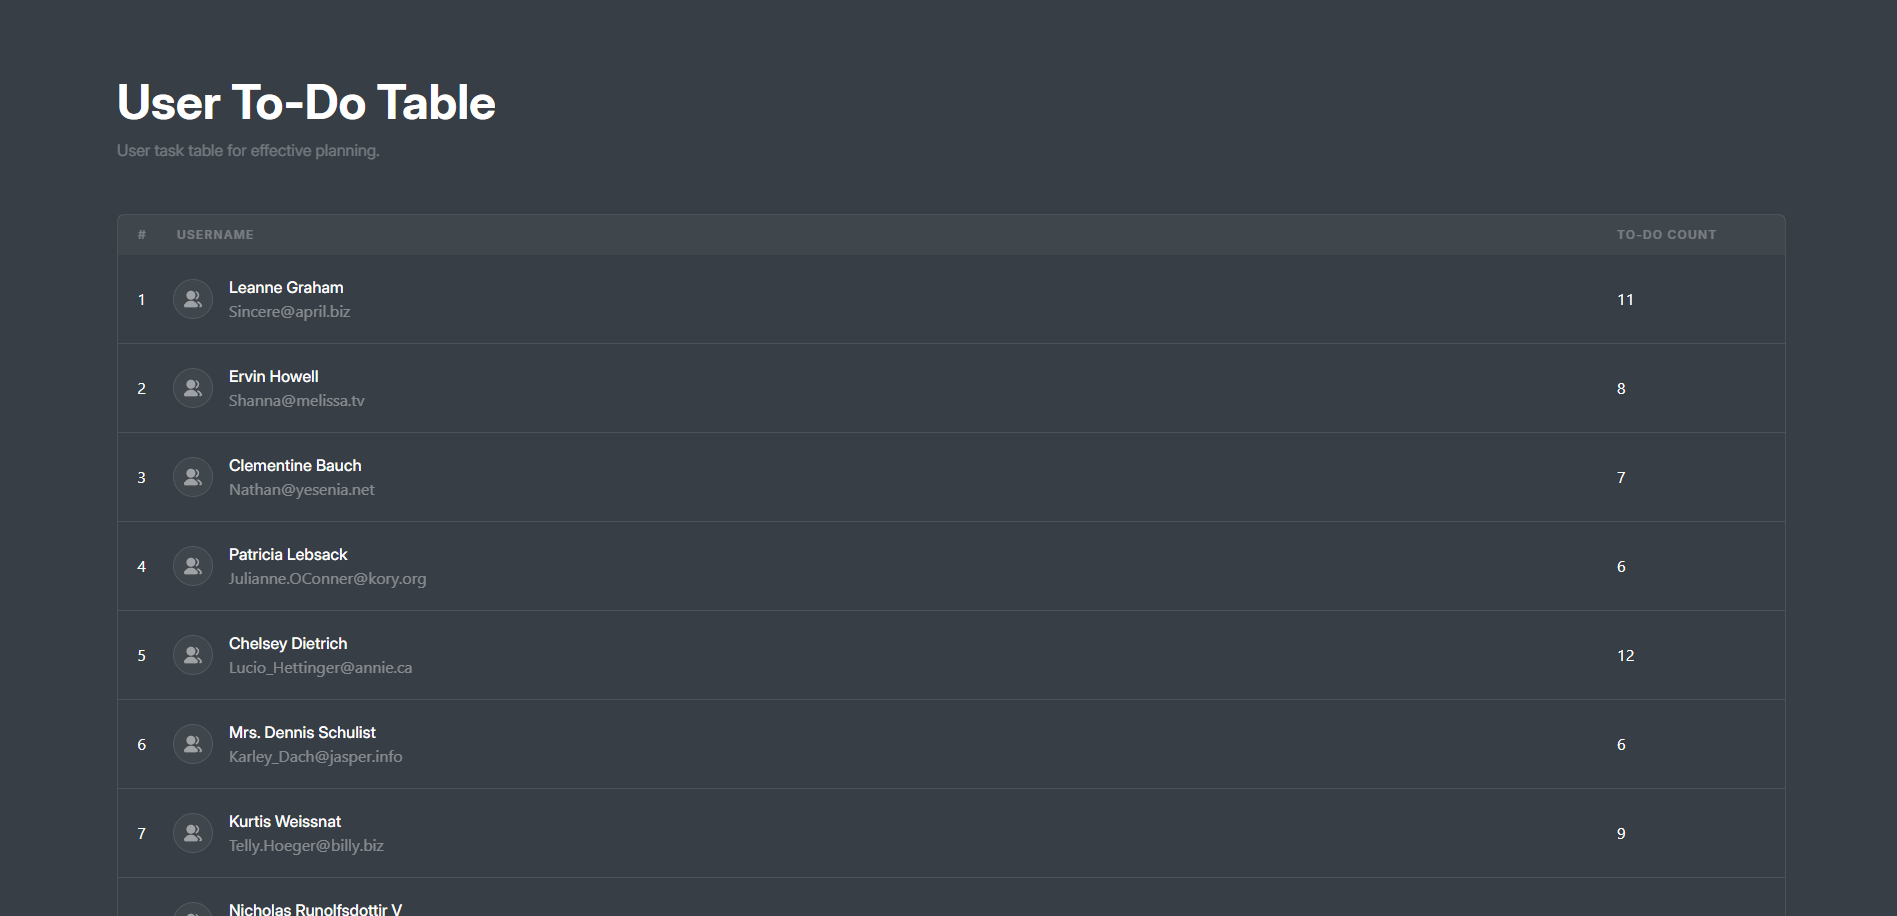 User To-Do Table
User task table for effective planning.
# USERNAME TO-DO COUNT
1 Leanne Graham 11
Sincere@april.biz
2 Ervin Howell 8
Shanna@melissa.tv
3 Clementine Bauch 7
Nathan@yesenia.net
4 Patricia Lebsack 6
Julianne.OConner@kory.org
5 Chelsey Dietrich 12
Lucio_Hettinger@annie.ca
6 Mrs. Dennis Schulist 6
Karley_Dach@jasper.info
7 Kurtis Weissnat 9
Telly.Hoeger@billy.biz
Nicholas Runolfsdottir V